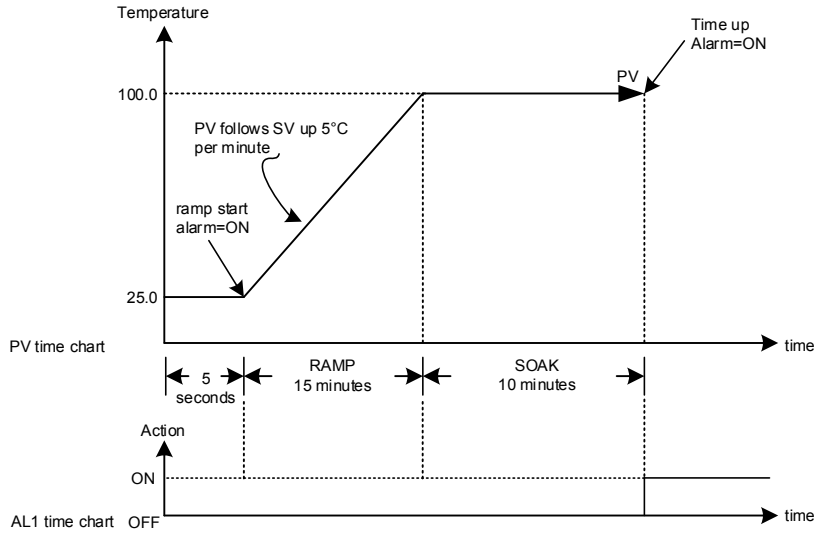 Temperature
Time up
Alarm=ON
PV
100.0
PV follows SV up 5°C
per minute
ramp start
alarm=ON
25.0
PV time chart
time
5
seconds
RAMP
15 minutes
SOAK
10 minutes
Action
ON
AL1 time chart
OFF
time